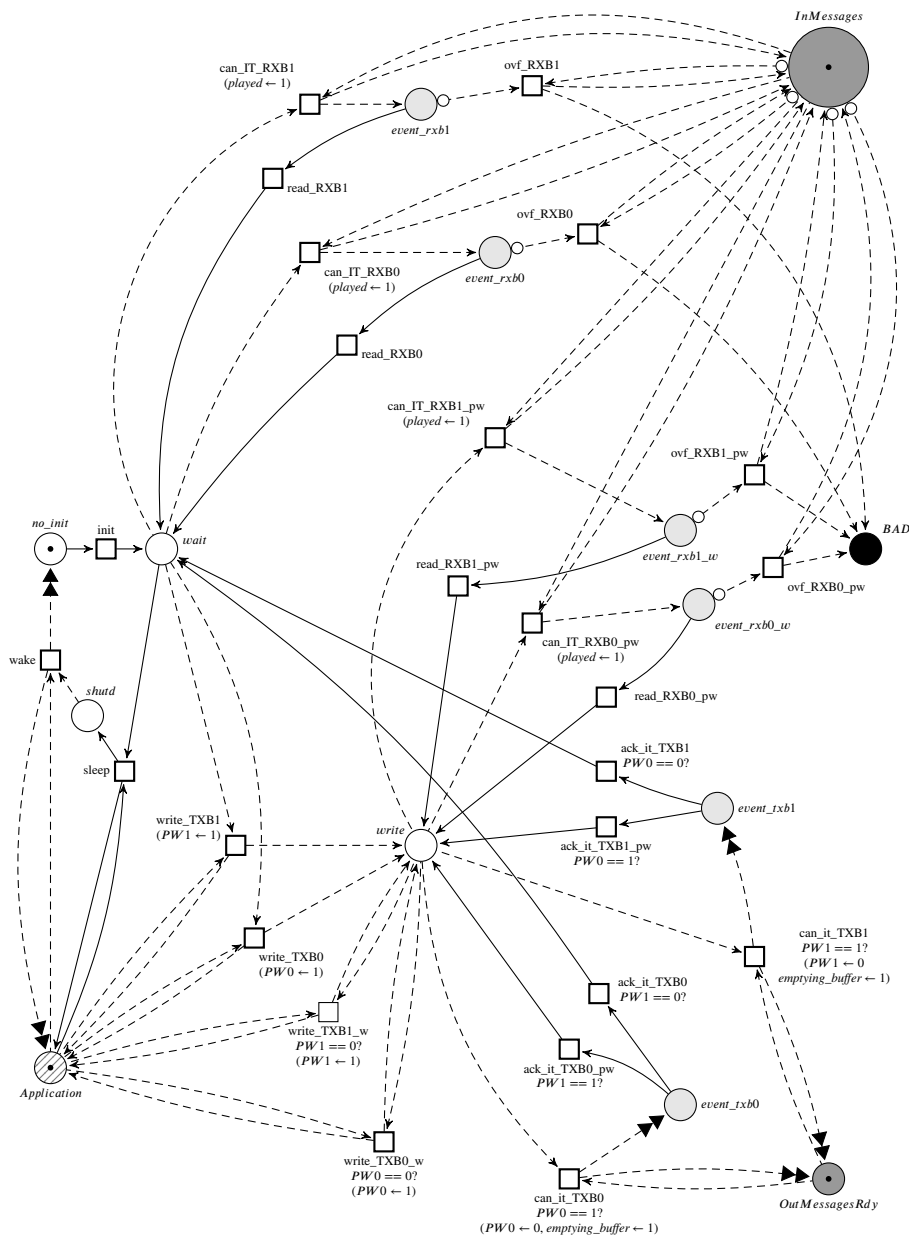 InMessages
can_IT_RXB1
(played ← 1)
ovf_RXB1
event_rxb1
read_RXB1
ovf_RXB0
can_IT_RXB0
(played ← 1)
event_rxb0
read_RXB0
can_IT_RXB1_pw
(played ← 1)
ovf_RXB1_pw
no_init
init
wait
BAD
event_rxb1_w
read_RXB1_pw
ovf_RXB0_pw
event_rxb0_w
can_IT_RXB0_pw
(played ← 1)
wake
shutd
read_RXB0_pw
sleep
ack_it_TXB1
PW0 == 0?
event_txb1
write_TXB1
(PW1 ← 1)
write
ack_it_TXB1_pw
PW0 == 1?
can_it_TXB1
PW1 == 1?
(PW1 ← 0
emptying_buffer ← 1)
write_TXB0
(PW0 ← 1)
ack_it_TXB0
PW1 == 0?
write_TXB1_w
PW1 == 0?
(PW1 ← 1)
ack_it_TXB0_pw
PW1 == 1?
Application
event_txb0
write_TXB0_w
PW0 == 0?
(PW0 ← 1)
can_it_TXB0
PW0 == 1?
(PW0 ← 0, emptying_buffer ← 1)
OutMessagesRdy